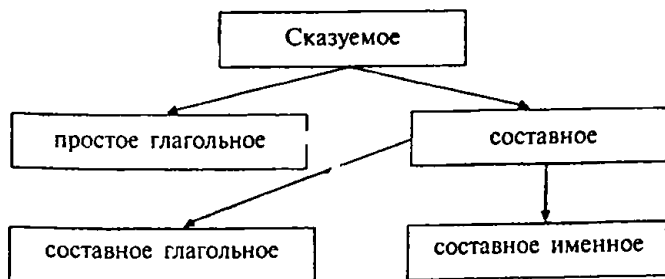 Сказуемое
простое глагольное
составное
составное глагольное
составное именное